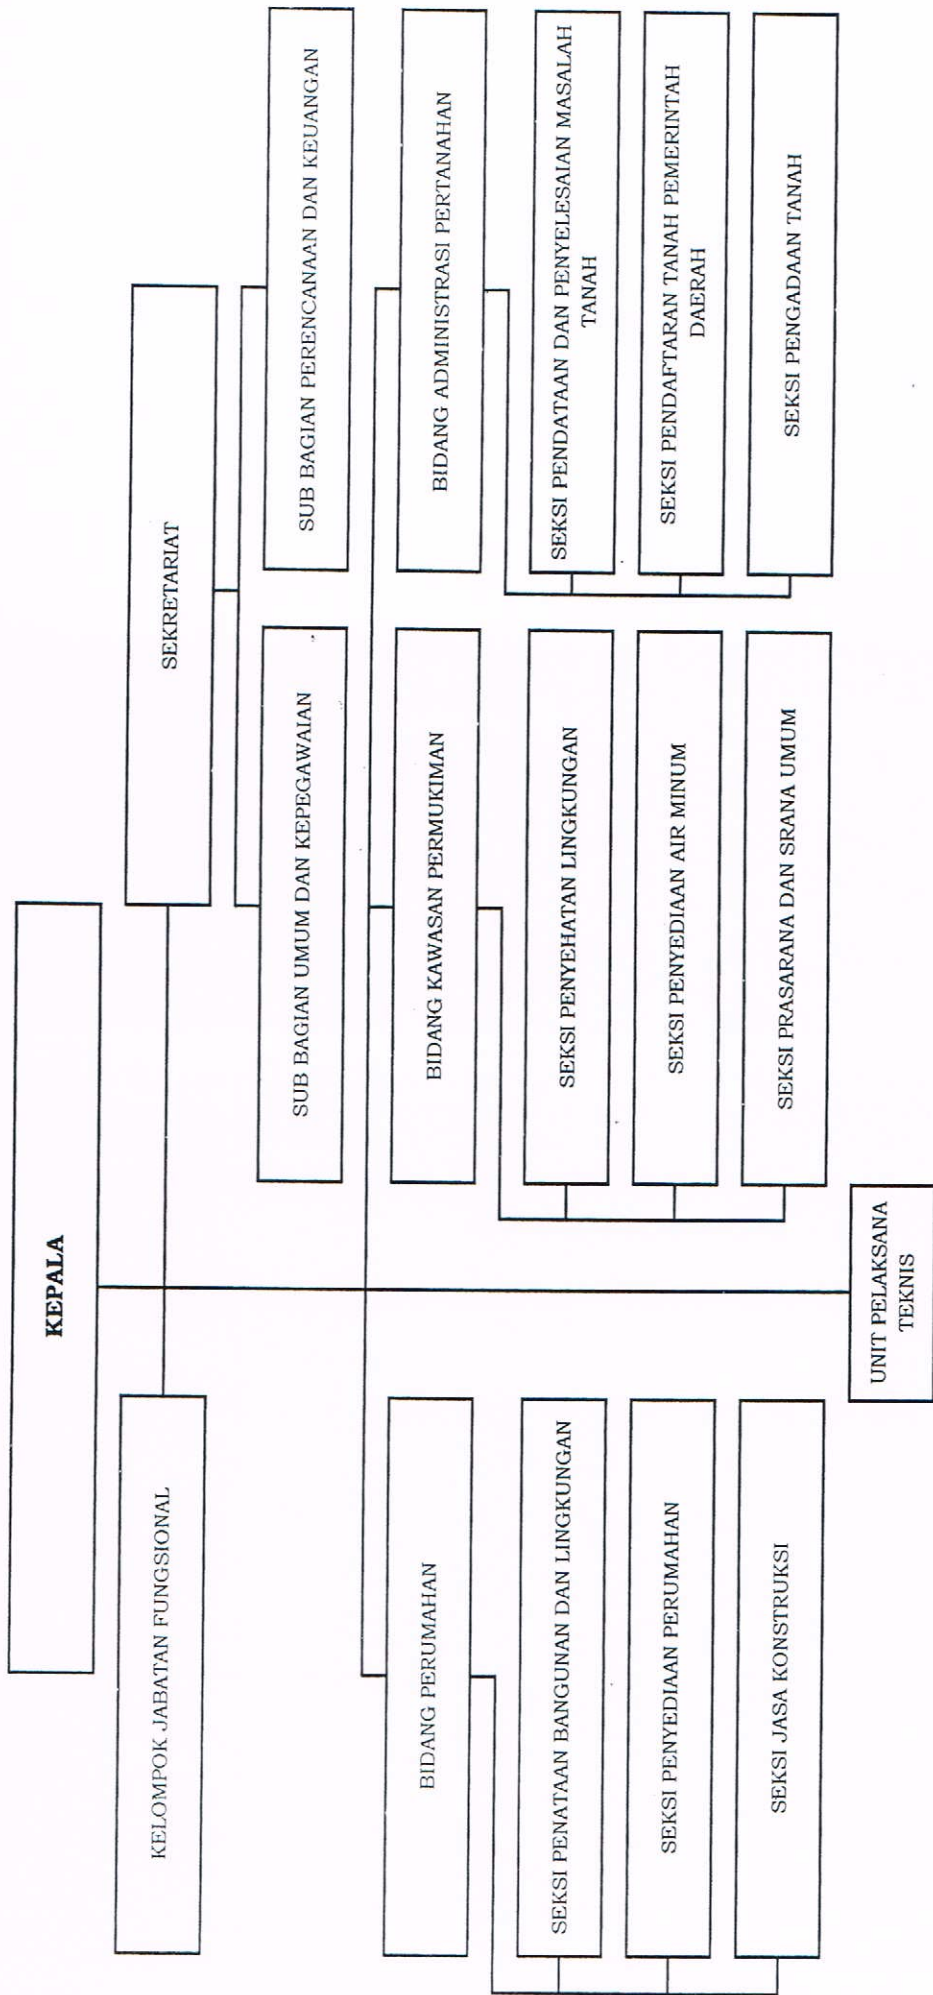 KEPALA
KELOMPOK JABATAN FUNGSIONAL
SEKRETARIAT
SUB BAGIAN UMUM DAN KEPEGAWAIAN
SUB BAGIAN PERENCANAAN DAN KEUANGAN
BIDANG PERUMAHAN
BIDANG KAWASAN PERMUKIMAN
BIDANG ADMINISTRASI PERTANAHAN
SEKSI PENATAAN BANGUNAN DAN LINGKUNGAN
SEKSI PENYEHATAN LINGKUNGAN
SEKSI PENDATAAN DAN PENYELESAIAN MASALAH
TANAH
SEKSI PENYEDIAAN PERUMAHAN
SEKSI PENYEDIAAN AIR MINUM
SEKSI PENDAFTARAN TANAH PEMERINTAH
DAERAH
SEKSI JASA KONSTRUKSI
SEKSI PRASARANA DAN SRANA UMUM
SEKSI PENGADAAN TANAH
UNIT PELAKSANA
TEKNIS